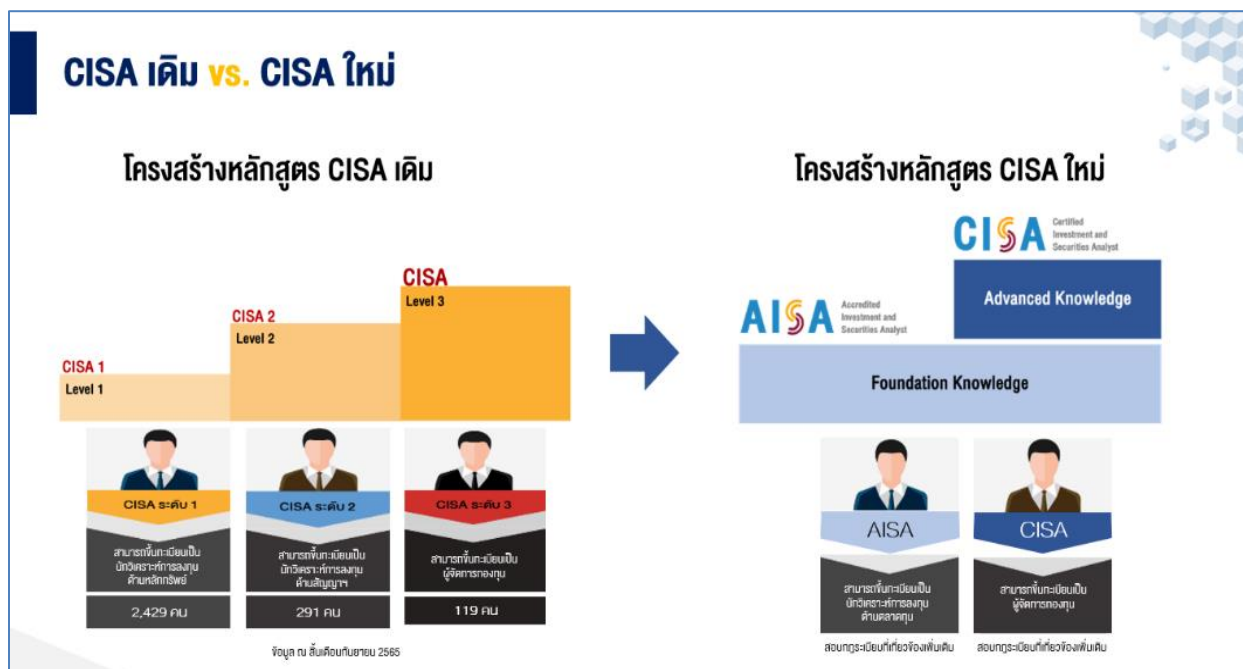 CISA เดิม vs. CISA ใหม่
โครงสร้างหลักสูตร CISA เดิม
CISA
Level 3
CISA 2
Level 2
CISA 1
Level 1
CISA ระดับ 1
สามารถขึ้นทะเบียนเป็น
นักวิเคราะห์การลงทุน
ด้านหลักทรัพย์
2,429 คน
CISA ระดับ 2
สามารถขึ้นทะเบียนเป็น
นักวิเคราะห์การลงทุน
ด้านสัญญาฯ
291 คน
CISA ระดับ 3
สามารถขึ้นทะเบียนเป็น
ผู้จัดการกองทุน
119 คน
ข้อมูล ณ สิ้นเดือนกันยายน 2565
โครงสร้างหลักสูตร CISA ใหม่
CISA
Certified
Investment and
Securities Analyst
Advanced Knowledge
AISA
Accredited
Investment and
Securities Analyst
Foundation Knowledge
AISA
สามารถขึ้นทะเบียนเป็น
นักวิเคราะห์การลงทุน
ด้านตลาดทุน
สอบกฎระเบียบที่เกี่ยวข้องเพิ่มเติม
CISA
สามารถขึ้นทะเบียนเป็น
ผู้จัดการกองทุน
สอบกฎระเบียบที่เกี่ยวข้องเพิ่มเติม